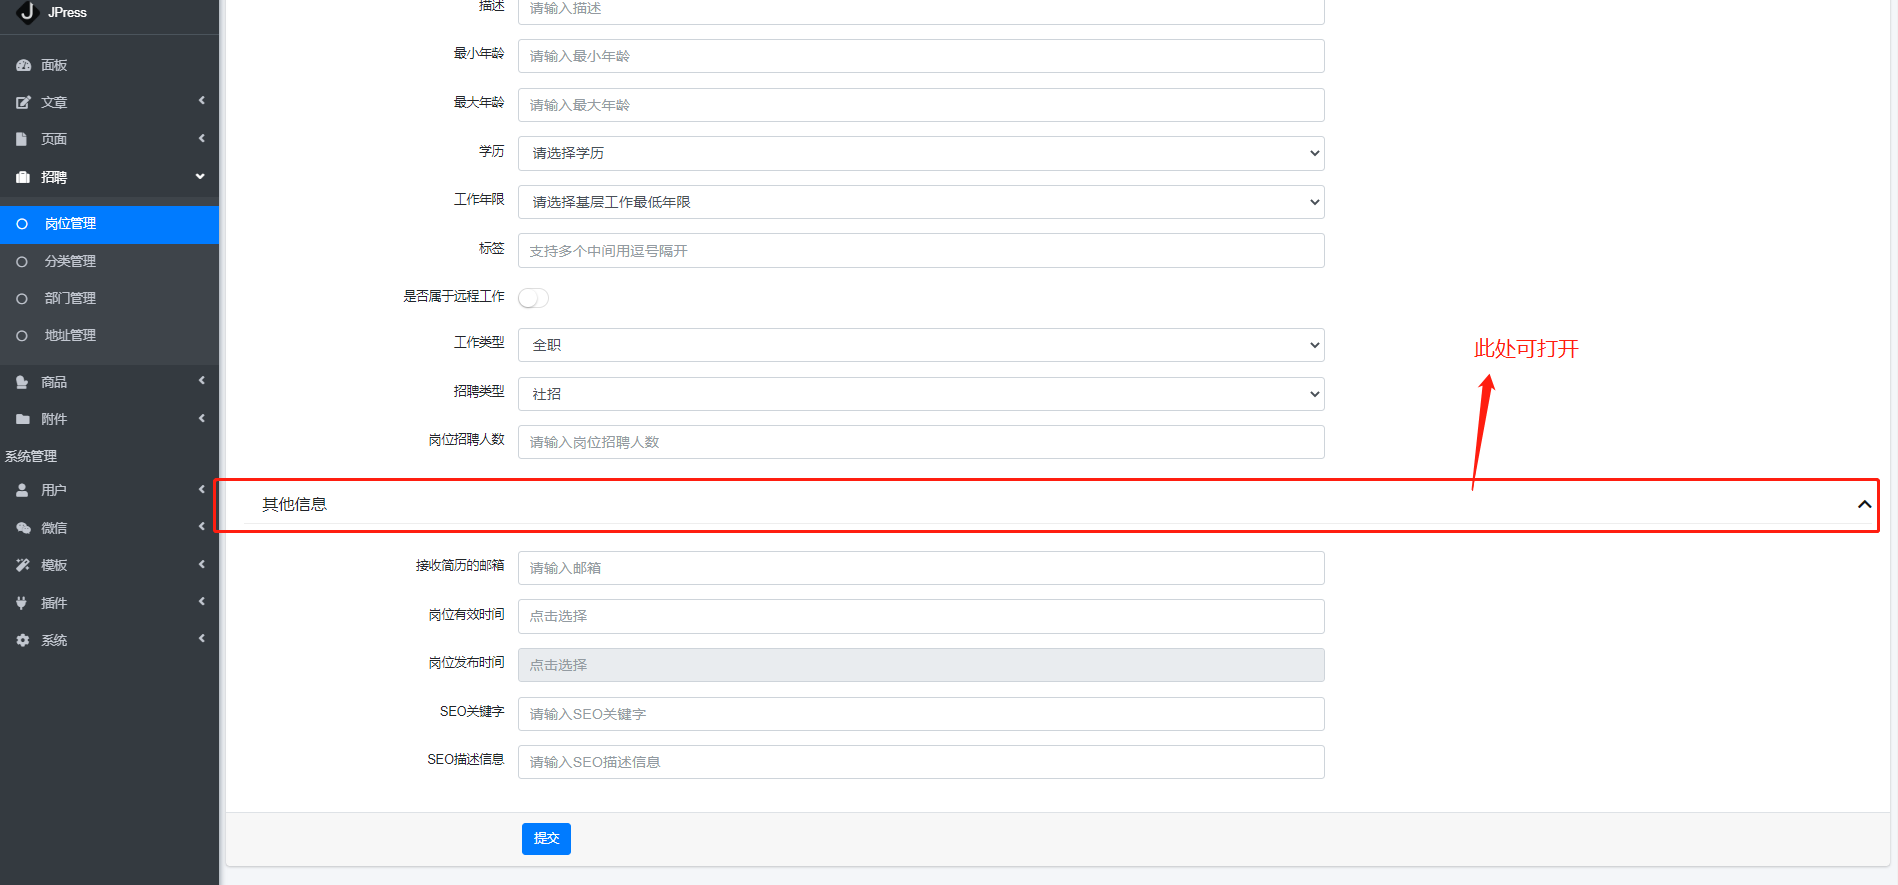 JPress
面板
文章
页面
招聘
岗位管理
分类管理
部门管理
地址管理
商品
附件
系统管理
用户
微信
模板
插件
系统
描述 请输入描述
最小年龄 请输入最小年龄
最大年龄 请输入最大年龄
学历 请选择学历
工作年限 请选择基层工作最低年限
标签 支持多个中间用逗号隔开
是否属于远程工作
工作类型 全职
招聘类型 社招
岗位招聘人数 请输入岗位招聘人数
此处可打开
其他信息
接收简历的邮箱 请输入邮箱
岗位有效时间 点击选择
岗位发布时间 点击选择
SEO关键字 请输入SEO关键字
SEO描述信息 请输入SEO描述信息
提交